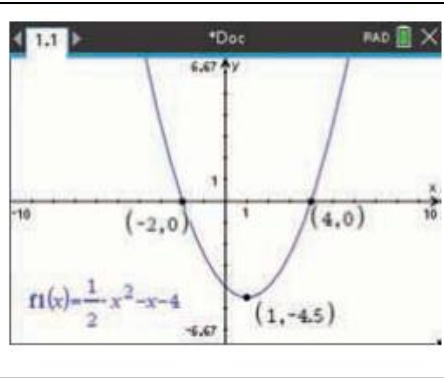 1.1 *Doc RAD
6.67 y
1
x
-10 1 10
(-2,0) (4,0)
f1(x)=1/2·x²-x-4
(1,-4.5)
-6.67